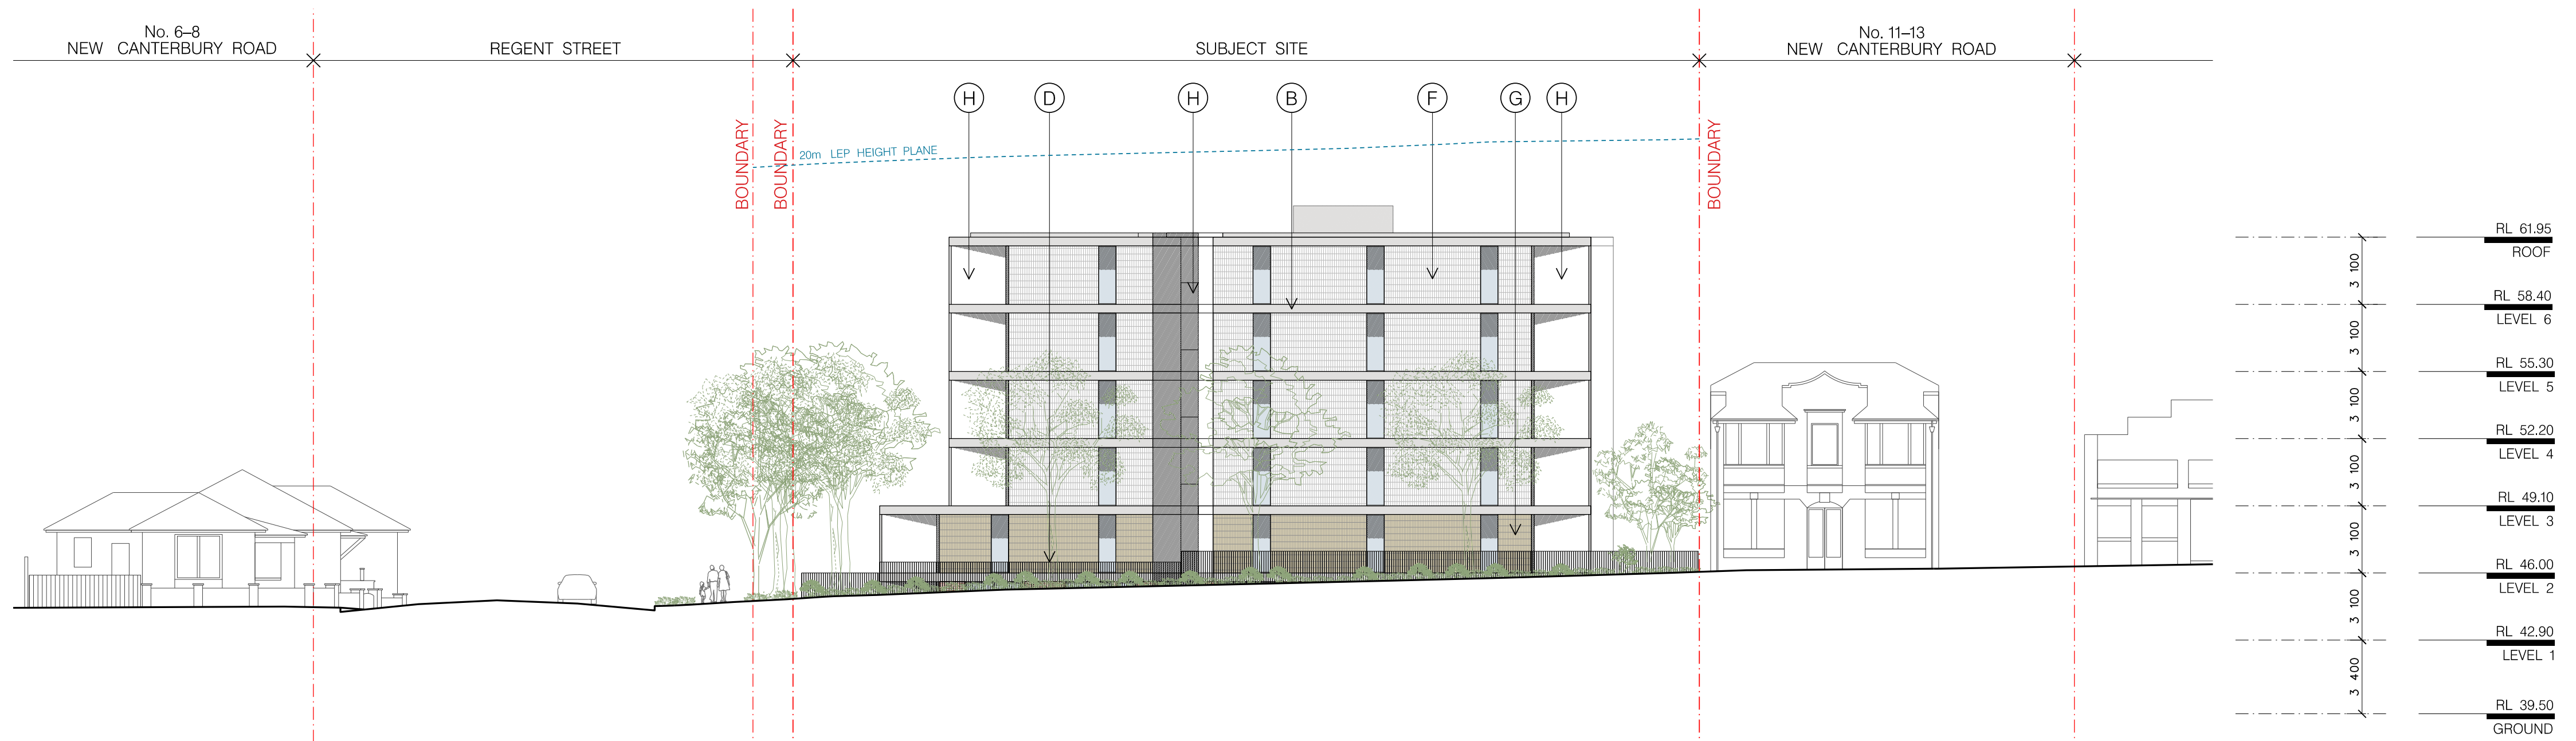 No. 6–8
NEW CANTERBURY ROAD
REGENT STREET
SUBJECT SITE
No. 11–13
NEW CANTERBURY ROAD
H
D
H
B
F
G
H
BOUNDARY
BOUNDARY
BOUNDARY
20m LEP HEIGHT PLANE
RL 61.95
ROOF
3 100
RL 58.40
LEVEL 6
3 100
RL 55.30
LEVEL 5
3 100
RL 52.20
LEVEL 4
3 100
RL 49.10
LEVEL 3
3 100
RL 46.00
LEVEL 2
3 100
RL 42.90
LEVEL 1
3 400
RL 39.50
GROUND